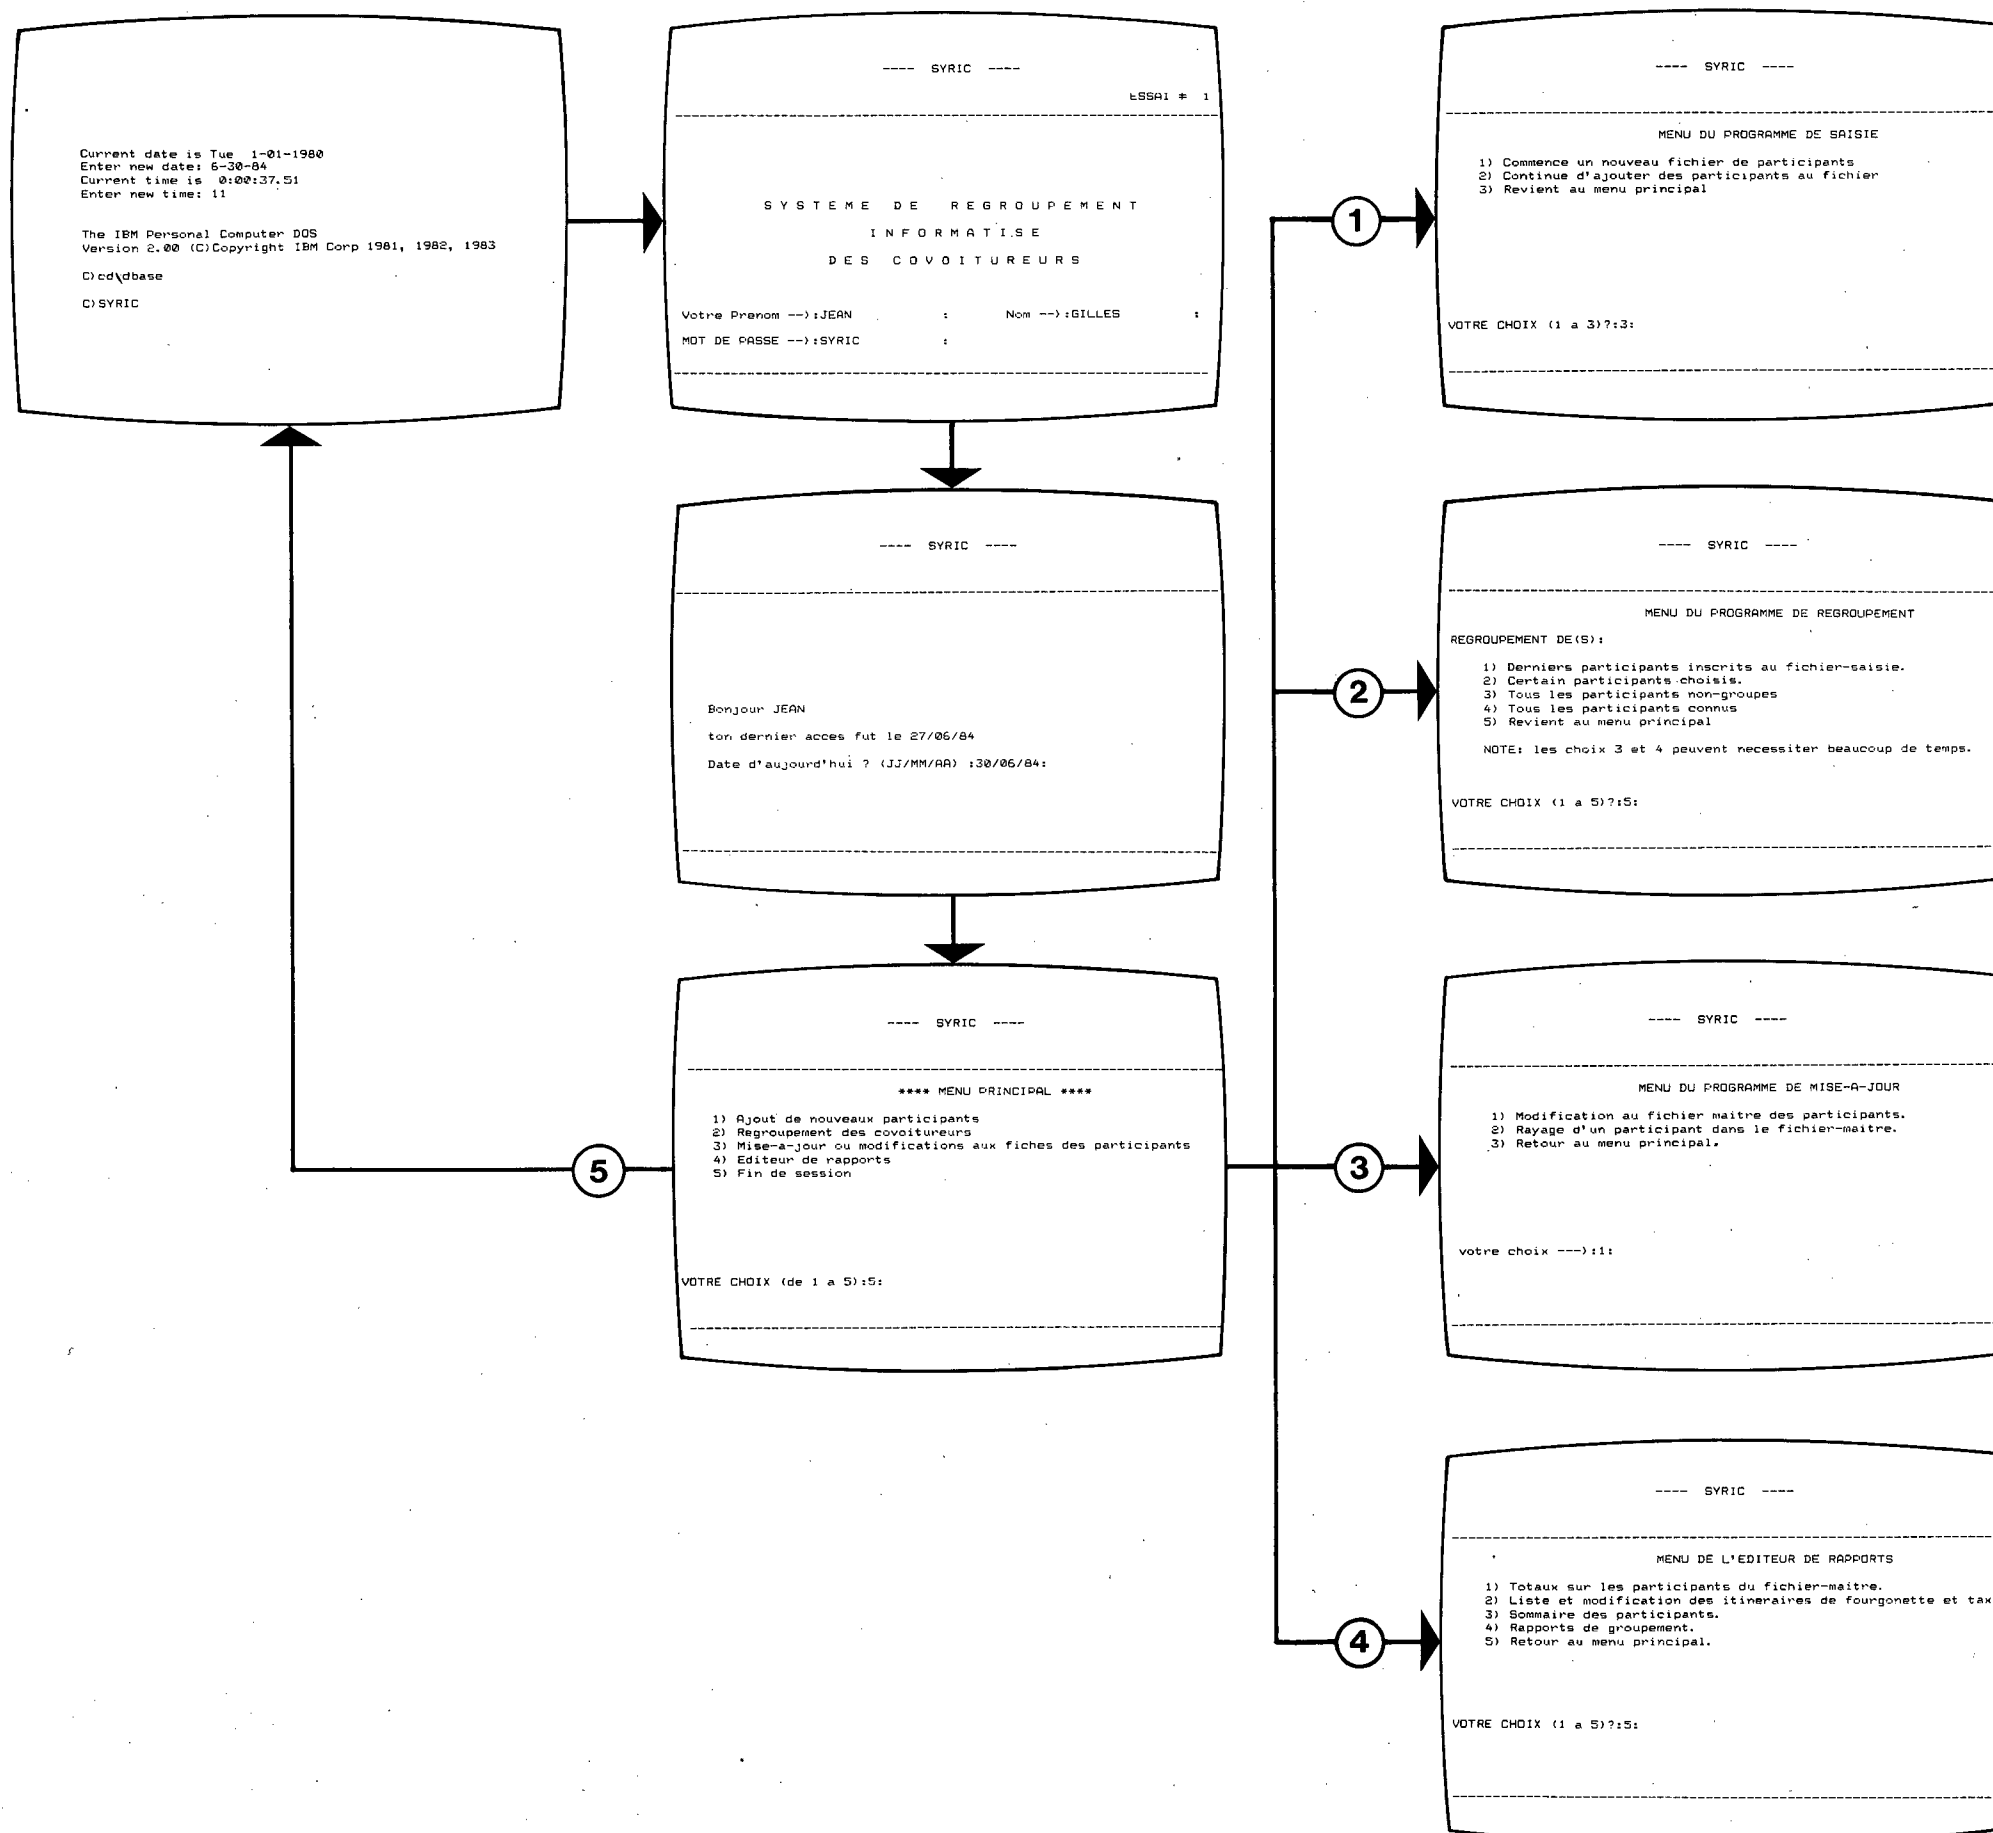 Current date is Tue  1-01-1980
Enter new date: 6-30-84
Current time is  0:00:37.51
Enter new time: 11
The IBM Personal Computer DOS
Version 2.00 (C)Copyright IBM Corp 1981, 1982, 1983
C)cd\dbase
C)SYRIC
---- SYRIC ----
ESSAI # 1
S Y S T E M E   D E   R E G R O U P E M E N T
I N F O R M A T I S E
D E S   C O V O I T U R E U R S
Votre Prenom --):JEAN : Nom --):GILLES :
MOT DE PASSE --):SYRIC :
---- SYRIC ----
Bonjour JEAN
ton dernier acces fut le 27/06/84
Date d'aujourd'hui ? (JJ/MM/AA) :30/06/84:
---- SYRIC ----
**** MENU PRINCIPAL ****
1) Ajout de nouveaux participants
2) Regroupement des covoitureurs
3) Mise-a-jour ou modifications aux fiches des participants
4) Editeur de rapports
5) Fin de session
VOTRE CHOIX (de 1 a 5):5:
5
1
---- SYRIC ----
MENU DU PROGRAMME DE SAISIE
1) Commence un nouveau fichier de participants
2) Continue d'ajouter des participants au fichier
3) Revient au menu principal
VOTRE CHOIX (1 a 3)?:3:
2
---- SYRIC ----
MENU DU PROGRAMME DE REGROUPEMENT
REGROUPEMENT DE(S):
1) Derniers participants inscrits au fichier-saisie.
2) Certain participants choisis.
3) Tous les participants non-groupes
4) Tous les participants connus
5) Revient au menu principal
NOTE: les choix 3 et 4 peuvent necessiter beaucoup de temps.
VOTRE CHOIX (1 a 5)?:5:
3
---- SYRIC ----
MENU DU PROGRAMME DE MISE-A-JOUR
1) Modification au fichier maitre des participants.
2) Rayage d'un participant dans le fichier-maitre.
3) Retour au menu principal.
votre choix ---):1:
4
---- SYRIC ----
MENU DE L'EDITEUR DE RAPPORTS
1) Totaux sur les participants du fichier-maitre.
2) Liste et modification des itineraires de fourgonette et tax
3) Sommaire des participants.
4) Rapports de groupement.
5) Retour au menu principal.
VOTRE CHOIX (1 a 5)?:5: